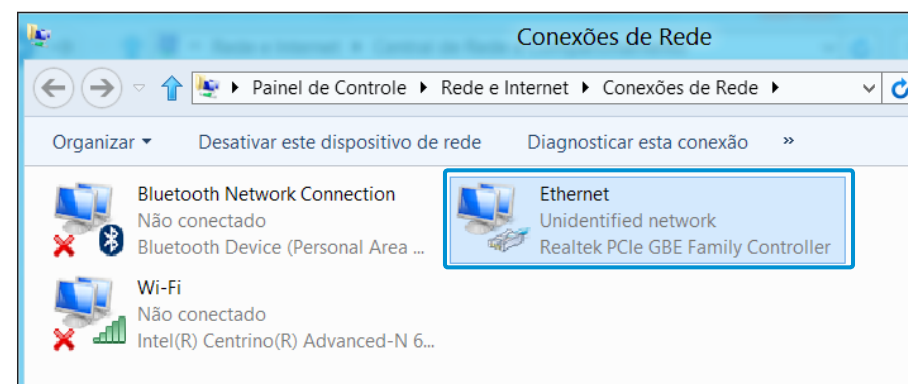 Conexões de Rede
Painel de Controle Rede e Internet Conexões de Rede
Organizar Desativar este dispositivo de rede Diagnosticar esta conexão »
Bluetooth Network Connection
Não conectado
Bluetooth Device (Personal Area ...
Ethernet
Unidentified network
Realtek PCIe GBE Family Controller
Wi-Fi
Não conectado
Intel(R) Centrino(R) Advanced-N 6...